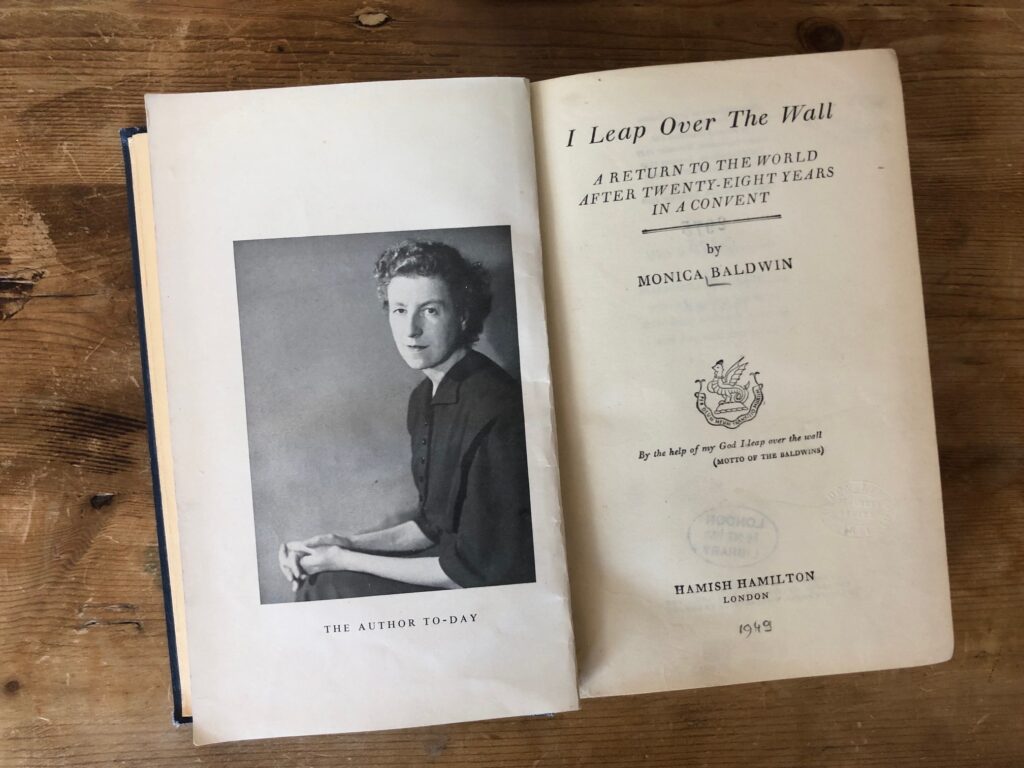 THE AUTHOR TO-DAY
I Leap Over The Wall
A RETURN TO THE WORLD
AFTER TWENTY-EIGHT YEARS
IN A CONVENT
by
MONICA BALDWIN
By the help of my God I leap over the wall
(MOTTO OF THE BALDWINS)
LONDON
LIBRARY
HAMISH HAMILTON
LONDON
1949